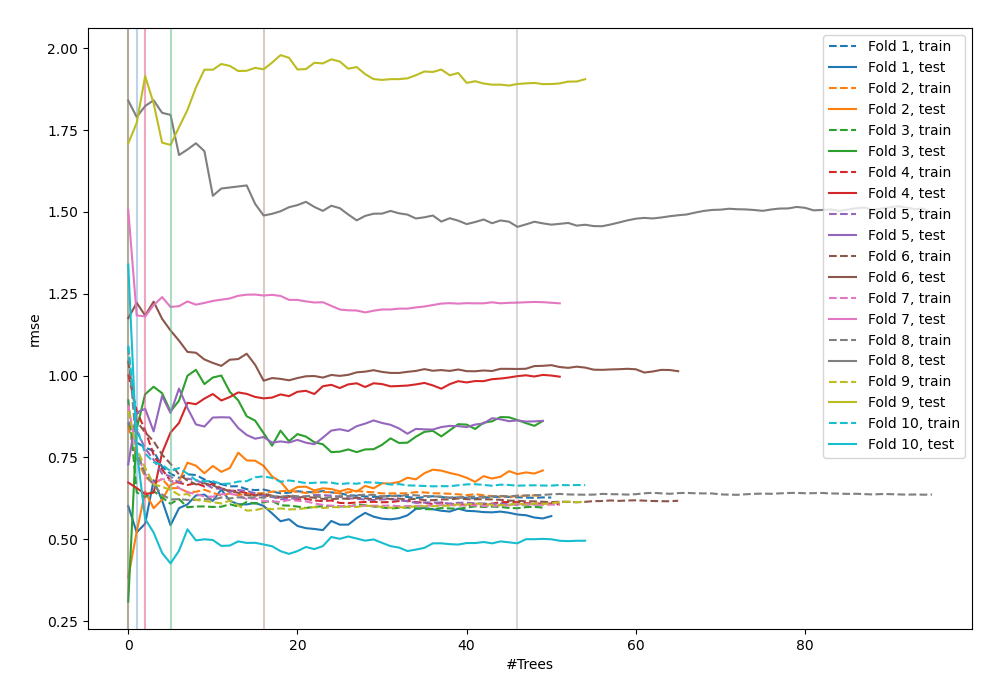 2.00
1.75
1.50
1.25
1.00
0.75
0.50
0.25
rmse
0
20
40
60
80
#Trees
Fold 1, train
Fold 1, test
Fold 2, train
Fold 2, test
Fold 3, train
Fold 3, test
Fold 4, train
Fold 4, test
Fold 5, train
Fold 5, test
Fold 6, train
Fold 6, test
Fold 7, train
Fold 7, test
Fold 8, train
Fold 8, test
Fold 9, train
Fold 9, test
Fold 10, train
Fold 10, test